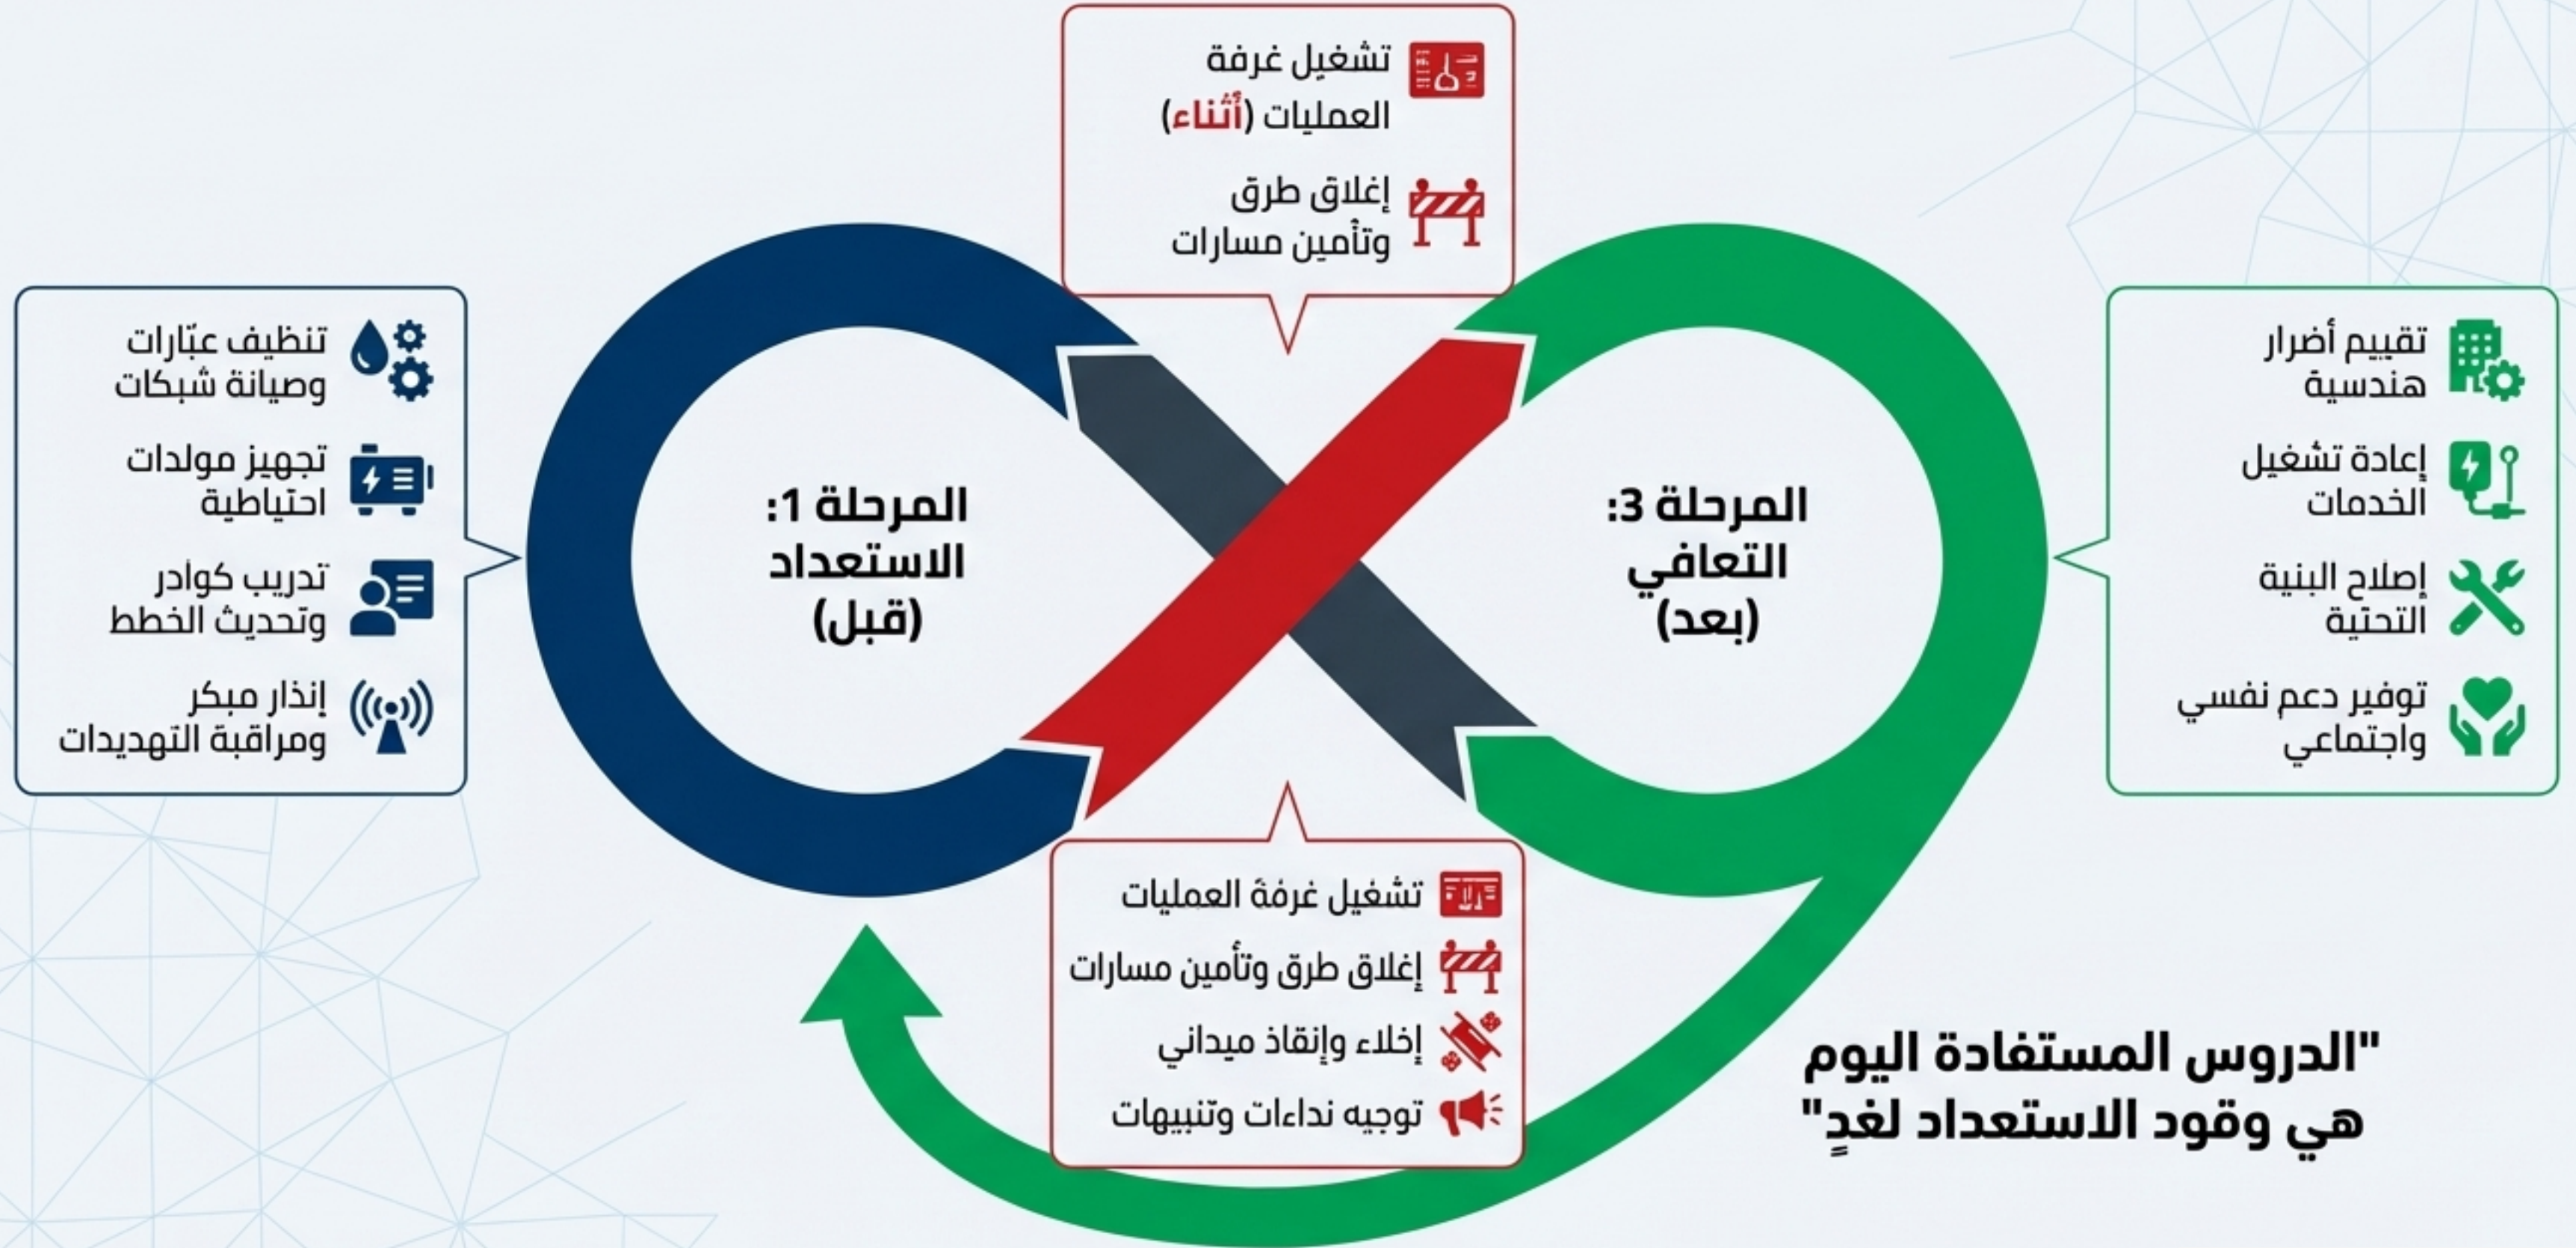 تشغيل غرفة
العمليات (أثناء)
إغلاق طرق
وتأمين مسارات
تقييم أضرار
هندسية
إعادة تشغيل
الخدمات
إصلاح البنية
التحتية
توفير دعم نفسي
واجتماعي
المرحلة 3:
التعافي
(بعد)
المرحلة 1:
الاستعداد
(قبل)
تنظيف عبّارات
وصيانة شبكات
تجهيز مولدات
احتياطية
تدريب كوادر
وتحديث الخطط
إنذار مبكر
ومراقبة التهديدات
تشغيل غرفة العمليات
إغلاق طرق وتأمين مسارات
إخلاء وإنقاذ ميداني
توجيه نداءات وتنبيهات
"الدروس المستفادة اليوم
هي وقود الاستعداد لغدٍ"